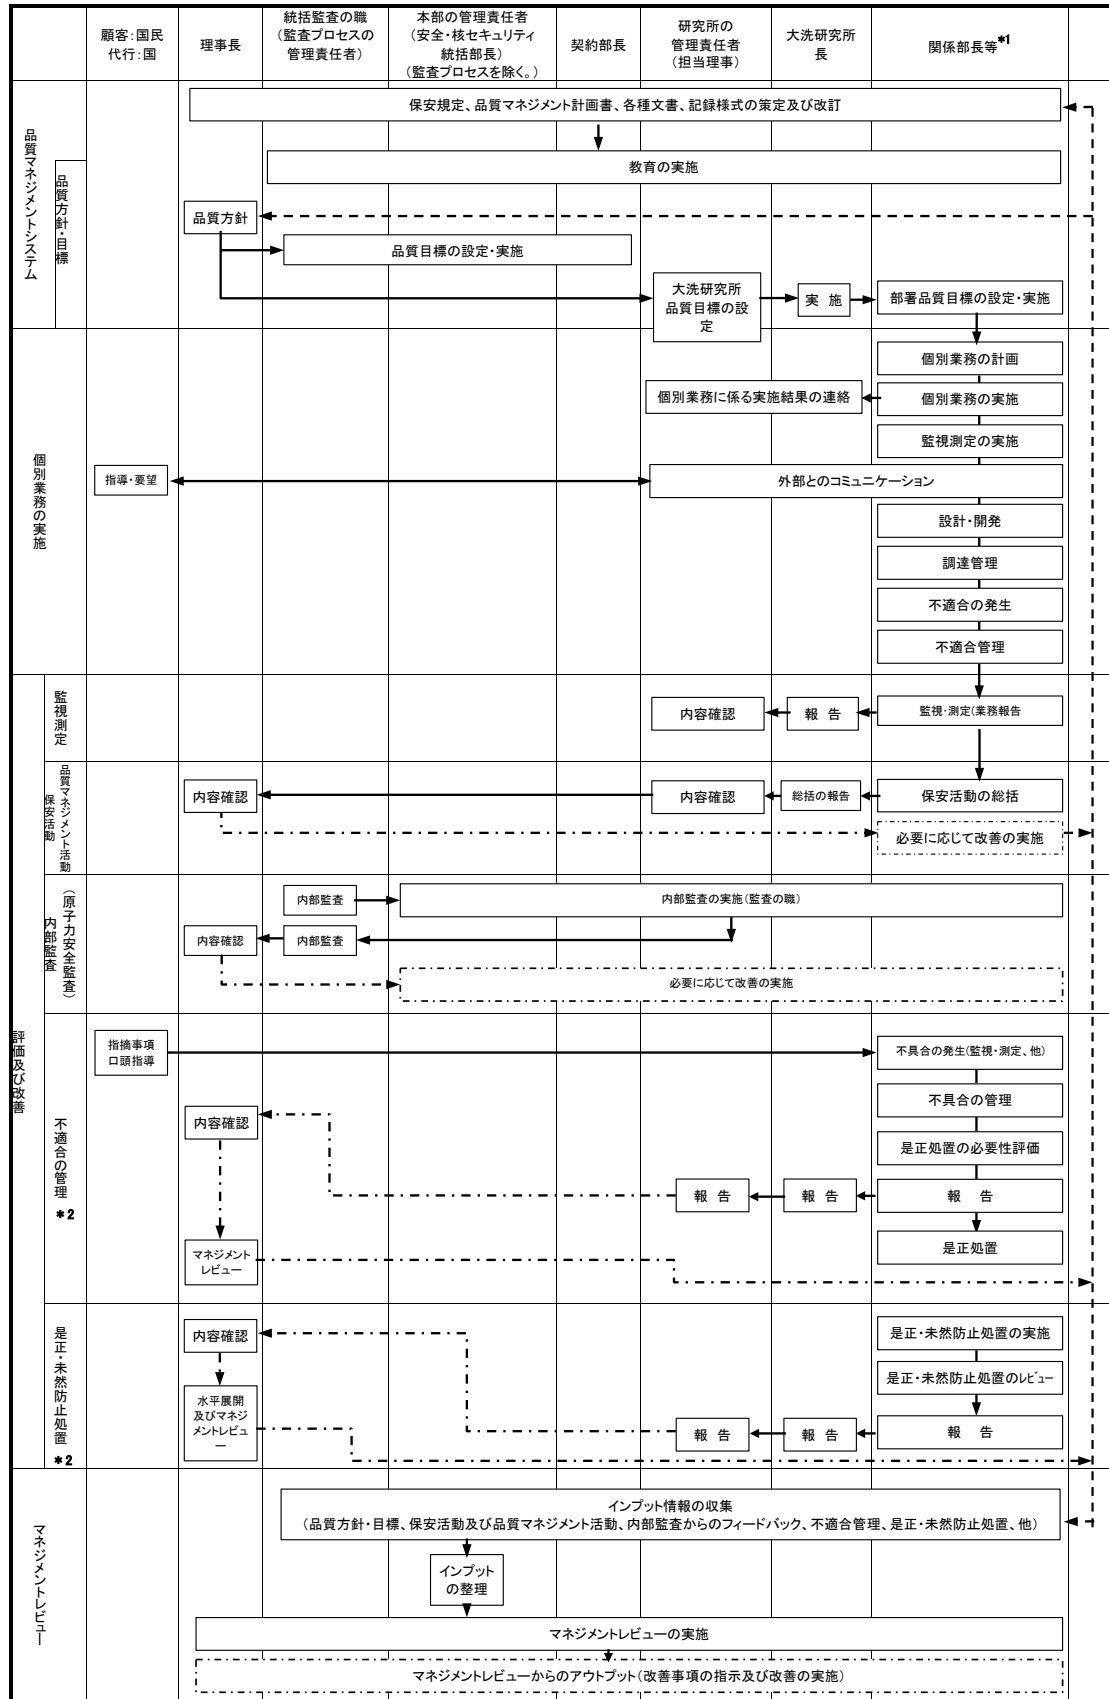 顧客：国民
代行：国
理事長
統括監査の職
（監査プロセスの
管理責任者）
本部の管理責任者
（安全・核セキュリティ
統括部長）
（監査プロセスを除く。）
契約部長
研究所の
管理責任者
（担当理事）
大洗研究所
長
関係部長等*1
品質マネジメントシステム
品質方針・目標
保安規定、品質マネジメント計画書、各種文書、記録様式の策定及び改訂
教育の実施
品質方針
品質目標の設定・実施
大洗研究所
品質目標の設
定
実 施
部署品質目標の設定・実施
個別業務の実施
個別業務の計画
個別業務に係る実施結果の連絡
個別業務の実施
監視測定の実施
指導・要望
外部とのコミュニケーション
設計・開発
調達管理
不適合の発生
不適合管理
評価及び改善
監視測定
内容確認
報 告
監視・測定(業務報告
品質マネジメント活動
保安活動
内容確認
内容確認
総括の報告
保安活動の総括
必要に応じて改善の実施
（原子力安全監査）
内部監査
内部監査
内部監査の実施（監査の職）
内容確認
内部監査
必要に応じて改善の実施
不適合の管理
*2
指摘事項
口頭指導
不具合の発生(監視・測定、他)
不具合の管理
内容確認
是正処置の必要性評価
報 告
報 告
報 告
是正処置
マネジメント
レビュー
是正・未然防止処置
*2
内容確認
是正・未然防止処置の実施
是正・未然防止処置のﾚﾋﾞｭｰ
水平展開
及びマネジ
メントレビュ
ー
報 告
報 告
報 告
マネジメントレビュー
インプット情報の収集
（品質方針・目標、保安活動及び品質マネジメント活動、内部監査からのフィードバック、不適合管理、是正・未然防止処置、他）
インプット
の整理
マネジメントレビューの実施
マネジメントレビューからのアウトプット（改善事項の指示及び改善の実施）